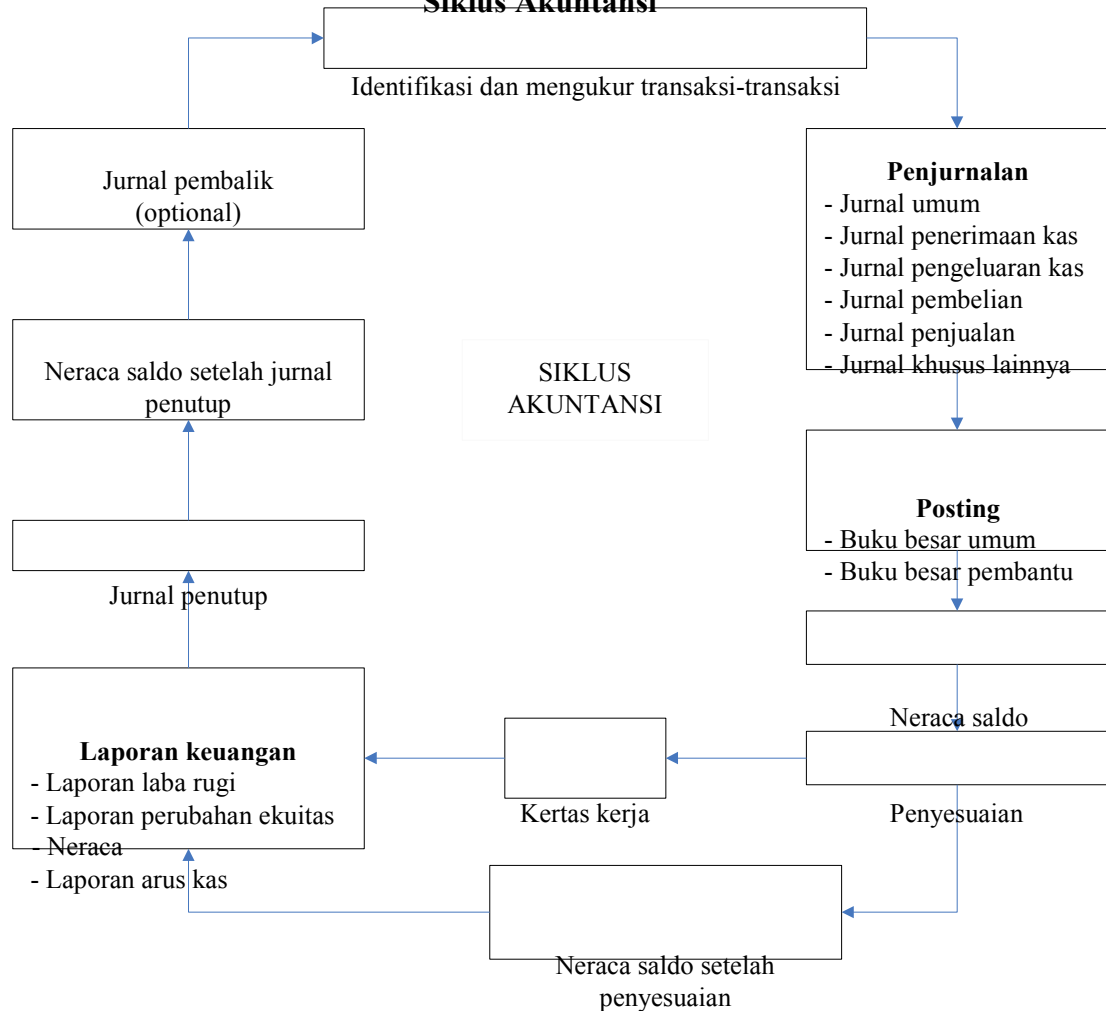 Siklus Akuntansi
Identifikasi dan mengukur transaksi-transaksi
Jurnal pembalik
(optional)
Penjurnalan
- Jurnal umum
- Jurnal penerimaan kas
- Jurnal pengeluaran kas
- Jurnal pembelian
- Jurnal penjualan
- Jurnal khusus lainnya
Neraca saldo setelah jurnal
penutup
SIKLUS
AKUNTANSI
Posting
- Buku besar umum
- Buku besar pembantu
Jurnal penutup
Neraca saldo
Laporan keuangan
- Laporan laba rugi
- Laporan perubahan ekuitas
- Neraca
- Laporan arus kas
Kertas kerja
Penyesuaian
Neraca saldo setelah
penyesuaian